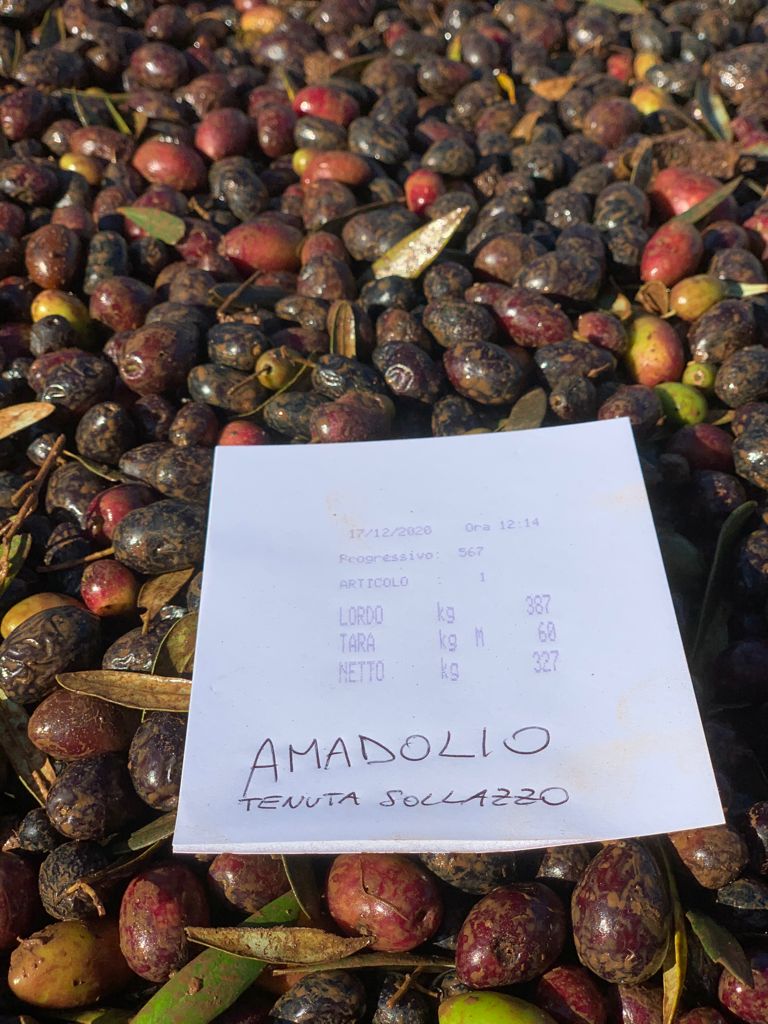 17/12/2020 Ora 12:14
Progressivo: 567
ARTICOLO : 1
LORDO kg 387
TARA kg M 60
NETTO kg 327
AMADOLIO
TENUTA SOLLAZZO